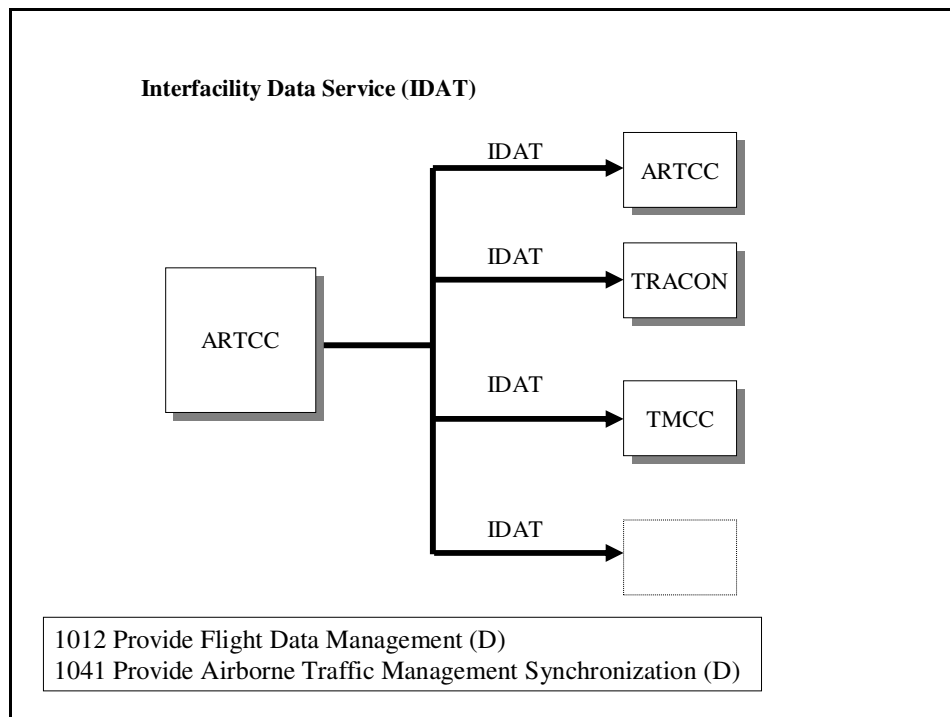 Interfacility Data Service (IDAT)
IDAT
ARTCC
IDAT
TRACON
ARTCC
IDAT
TMCC
IDAT
1012 Provide Flight Data Management (D)
1041 Provide Airborne Traffic Management Synchronization (D)